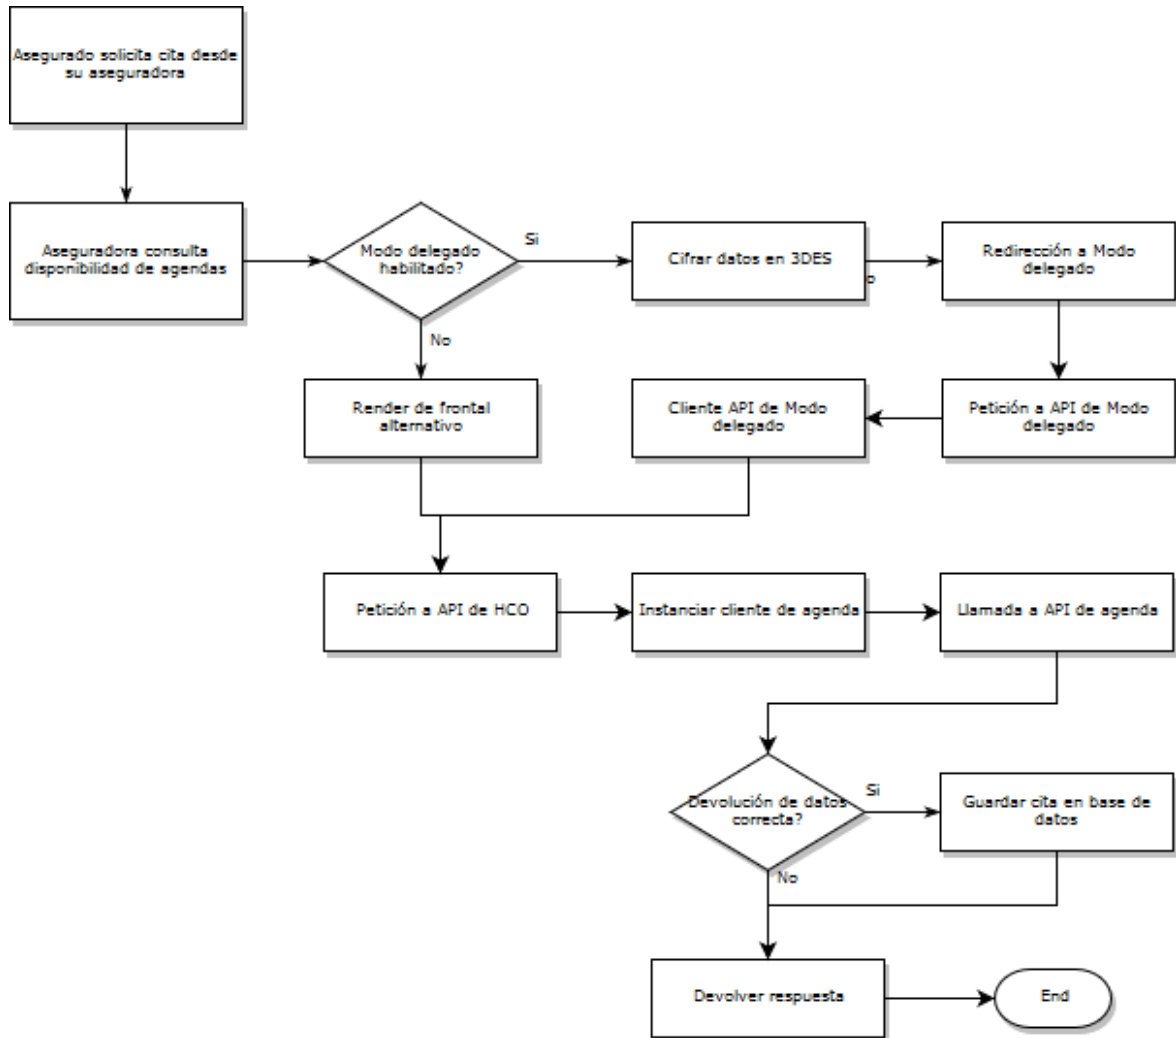 Asegurado solicita cita desde
su aseguradora
Aseguradora consulta
disponibilidad de agendas
Modo delegado
habilitado?
Si
Cifrar datos en 3DES
o
Redirección a Modo
delegado
No
Render de frontal
alternativo
Cliente API de Modo
delegado
Petición a API de Modo
delegado
Petición a API de HCO
Instanciar cliente de agenda
Llamada a API de agenda
Devolución de datos
correcta?
Si
Guardar cita en base de
datos
No
Devolver respuesta
End